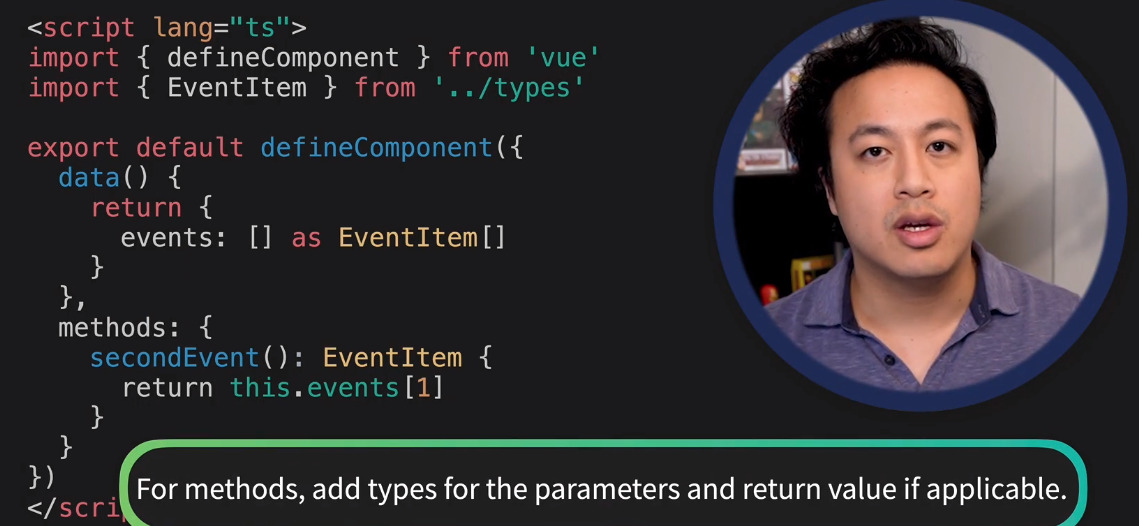 <script lang="ts">
import { defineComponent } from 'vue'
import { EventItem } from '../types'
export default defineComponent({
data() {
return {
events: [] as EventItem[]
}
},
methods: {
secondEvent(): EventItem {
return this.events[1]
}
}
})
</scri
For methods, add types for the parameters and return value if applicable.